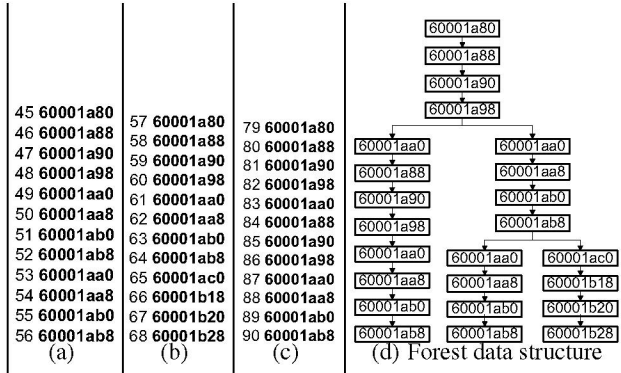 45 60001a80
46 60001a88
47 60001a90
48 60001a98
49 60001aa0
50 60001aa8
51 60001ab0
52 60001ab8
53 60001aa0
54 60001aa8
55 60001ab0
56 60001ab8
(a)
57 60001a80
58 60001a88
59 60001a90
60 60001a98
61 60001aa0
62 60001aa8
63 60001ab0
64 60001ab8
65 60001ac0
66 60001b18
67 60001b20
68 60001b28
(b)
79 60001a80
80 60001a88
81 60001a90
82 60001a98
83 60001aa0
84 60001a88
85 60001a90
86 60001a98
87 60001aa0
88 60001aa8
89 60001ab0
90 60001ab8
(c)
60001a80
60001a88
60001a90
60001a98
60001aa0
60001a88
60001a90
60001a98
60001aa0
60001aa8
60001ab0
60001ab8
60001aa0
60001aa8
60001ab0
60001ab8
60001aa0
60001aa8
60001ab0
60001ab8
60001ac0
60001b18
60001b20
60001b28
(d) Forest data structure